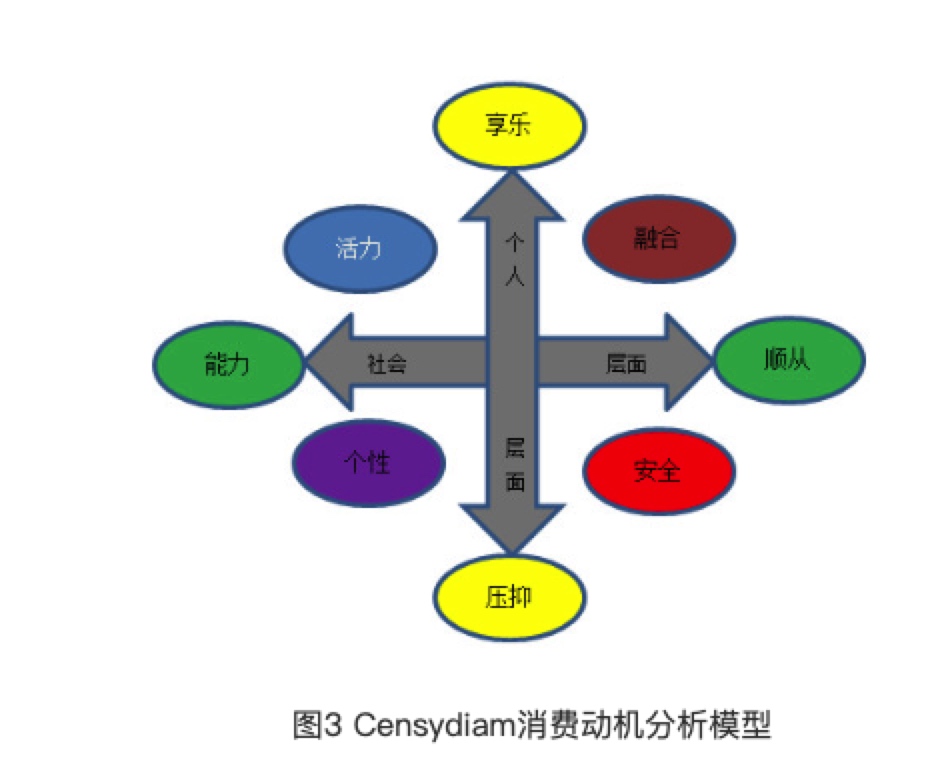 享乐
活力
融合
个
人
能力
社会
层面
顺从
层
面
个性
安全
压抑
图3 Censydiam消费动机分析模型